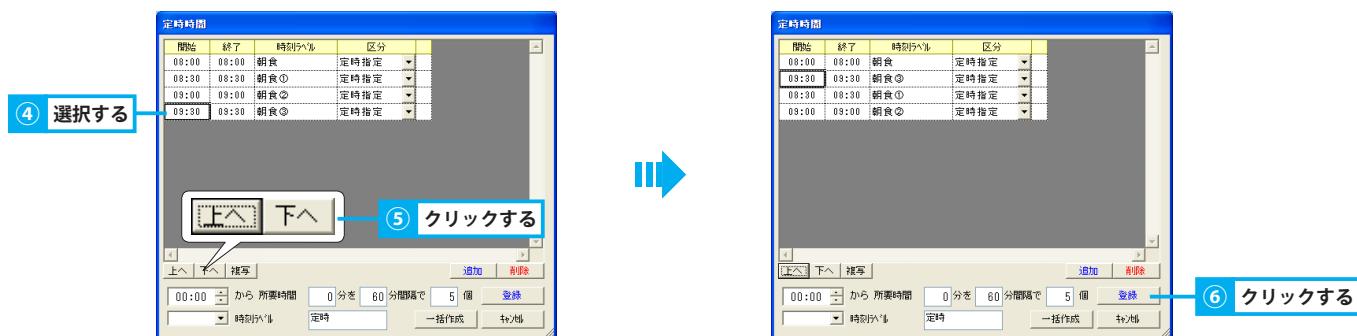 定時時間
開始 終了 時刻ラベル 区分
08:00 08:00 朝食 定時指定
08:30 08:30 朝食① 定時指定
09:00 09:00 朝食② 定時指定
09:30 09:30 朝食③ 定時指定
④ 選択する
上へ 下へ
⑤ クリックする
上へ 下へ 複写 追加 削除
00:00 から 所要時間 0 分を 60 分間隔で 5 個 登録
時刻ラベル 定時 一括作成 キャンセル
定時時間
開始 終了 時刻ラベル 区分
08:00 08:00 朝食 定時指定
09:30 09:30 朝食③ 定時指定
08:30 08:30 朝食① 定時指定
09:00 09:00 朝食② 定時指定
上へ 下へ 複写 追加 削除
00:00 から 所要時間 0 分を 60 分間隔で 5 個 登録
⑥ クリックする
時刻ラベル 定時 一括作成 キャンセル